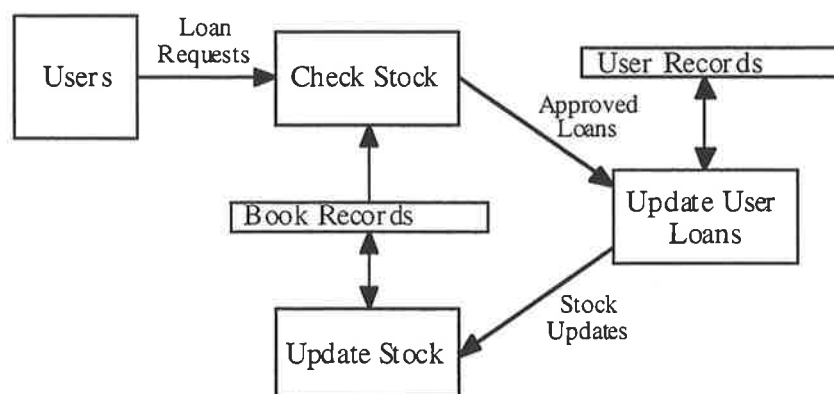 Loan
Requests
Users
Check Stock
User Records
Approved
Loans
Book Records
Update User
Loans
Stock
Updates
Update Stock